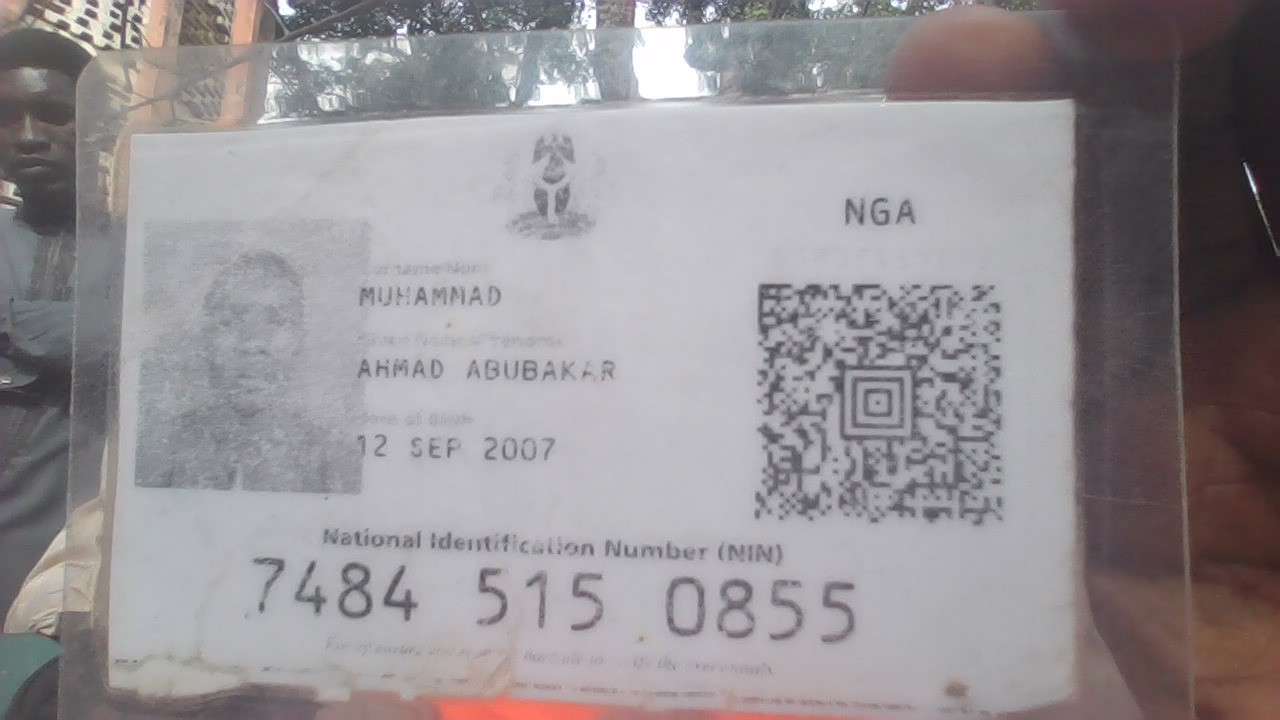 NGA
MUHAMMAD
AHMAD ABUBAKAR
12 SEP 2007
National Identification Number (NIN)
7484 515 0855